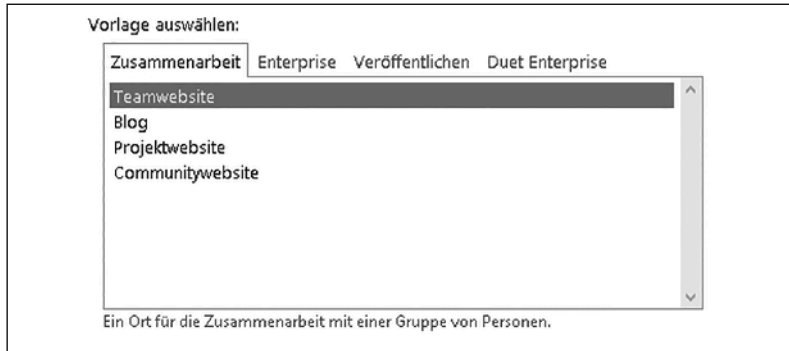 Vorlage auswählen:
Zusammenarbeit Enterprise Veröffentlichen Duet Enterprise
Teamwebsite
Blog
Projektwebsite
Communitywebsite
Ein Ort für die Zusammenarbeit mit einer Gruppe von Personen.